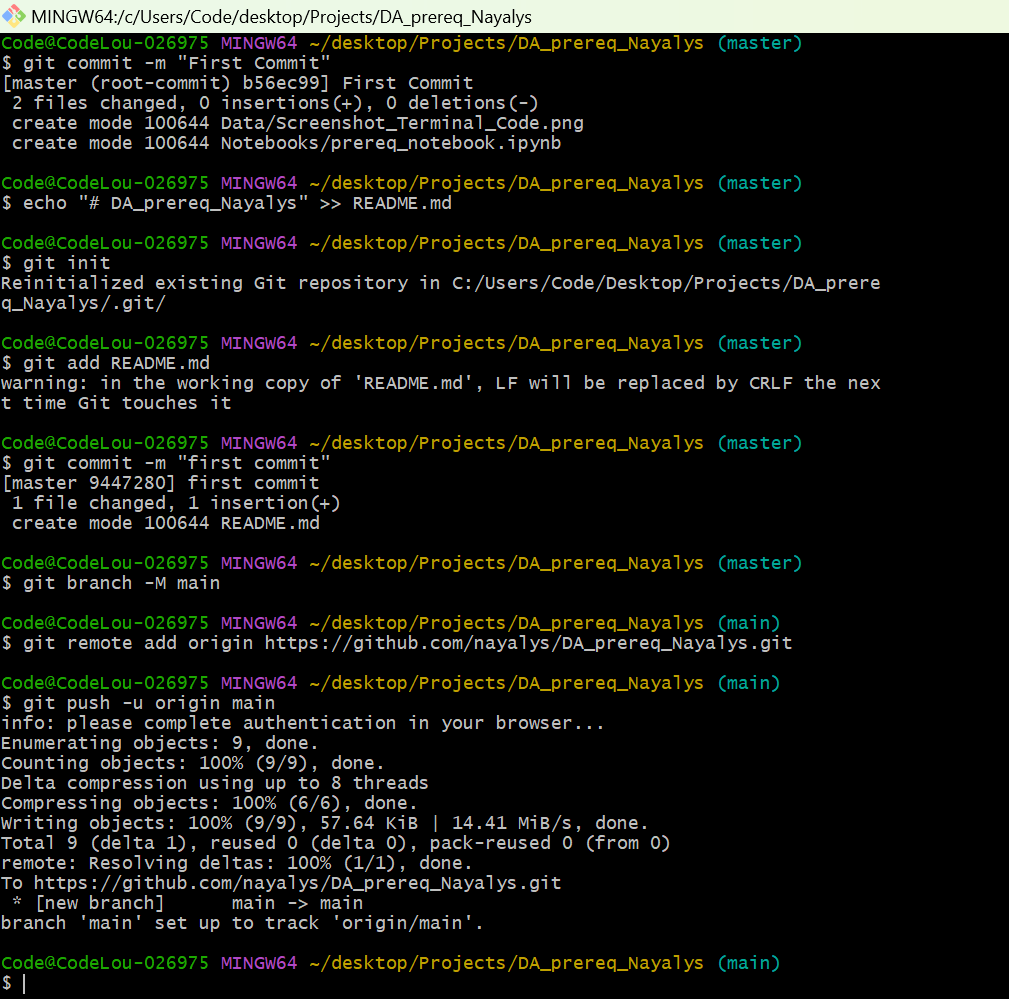 MINGW64:/c/Users/Code/desktop/Projects/DA_prereq_Nayalys
Code@CodeLou-026975 MINGW64 ~/desktop/Projects/DA_prereq_Nayalys (master)
$ git commit -m "First Commit"
[master (root-commit) b56ec99] First Commit
 2 files changed, 0 insertions(+), 0 deletions(-)
 create mode 100644 Data/Screenshot_Terminal_Code.png
 create mode 100644 Notebooks/prereq_notebook.ipynb
Code@CodeLou-026975 MINGW64 ~/desktop/Projects/DA_prereq_Nayalys (master)
$ echo "# DA_prereq_Nayalys" >> README.md
Code@CodeLou-026975 MINGW64 ~/desktop/Projects/DA_prereq_Nayalys (master)
$ git init
Reinitialized existing Git repository in C:/Users/Code/Desktop/Projects/DA_prere
q_Nayalys/.git/
Code@CodeLou-026975 MINGW64 ~/desktop/Projects/DA_prereq_Nayalys (master)
$ git add README.md
warning: in the working copy of 'README.md', LF will be replaced by CRLF the nex
t time Git touches it
Code@CodeLou-026975 MINGW64 ~/desktop/Projects/DA_prereq_Nayalys (master)
$ git commit -m "first commit"
[master 9447280] first commit
 1 file changed, 1 insertion(+)
 create mode 100644 README.md
Code@CodeLou-026975 MINGW64 ~/desktop/Projects/DA_prereq_Nayalys (master)
$ git branch -M main
Code@CodeLou-026975 MINGW64 ~/desktop/Projects/DA_prereq_Nayalys (main)
$ git remote add origin https://github.com/nayalys/DA_prereq_Nayalys.git
Code@CodeLou-026975 MINGW64 ~/desktop/Projects/DA_prereq_Nayalys (main)
$ git push -u origin main
info: please complete authentication in your browser...
Enumerating objects: 9, done.
Counting objects: 100% (9/9), done.
Delta compression using up to 8 threads
Compressing objects: 100% (6/6), done.
Writing objects: 100% (9/9), 57.64 KiB | 14.41 MiB/s, done.
Total 9 (delta 1), reused 0 (delta 0), pack-reused 0 (from 0)
remote: Resolving deltas: 100% (1/1), done.
To https://github.com/nayalys/DA_prereq_Nayalys.git
 * [new branch]      main -> main
branch 'main' set up to track 'origin/main'.
Code@CodeLou-026975 MINGW64 ~/desktop/Projects/DA_prereq_Nayalys (main)
$